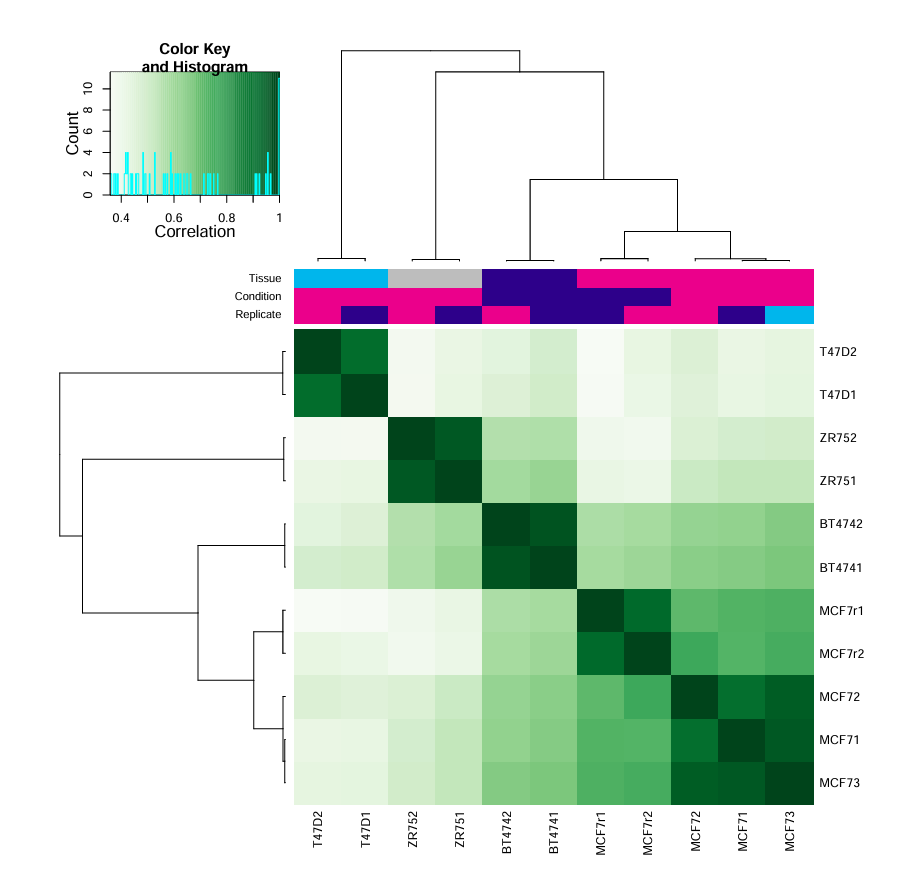 Color Key
and Histogram
Count
0 2 4 6 8 10
0.4 0.6 0.8 1
Correlation
Tissue
Condition
Replicate
T47D2
T47D1
ZR752
ZR751
BT4742
BT4741
MCF7r1
MCF7r2
MCF72
MCF71
MCF73
T47D2 T47D1 ZR752 ZR751 BT4742 BT4741 MCF7r1 MCF7r2 MCF72 MCF71 MCF73